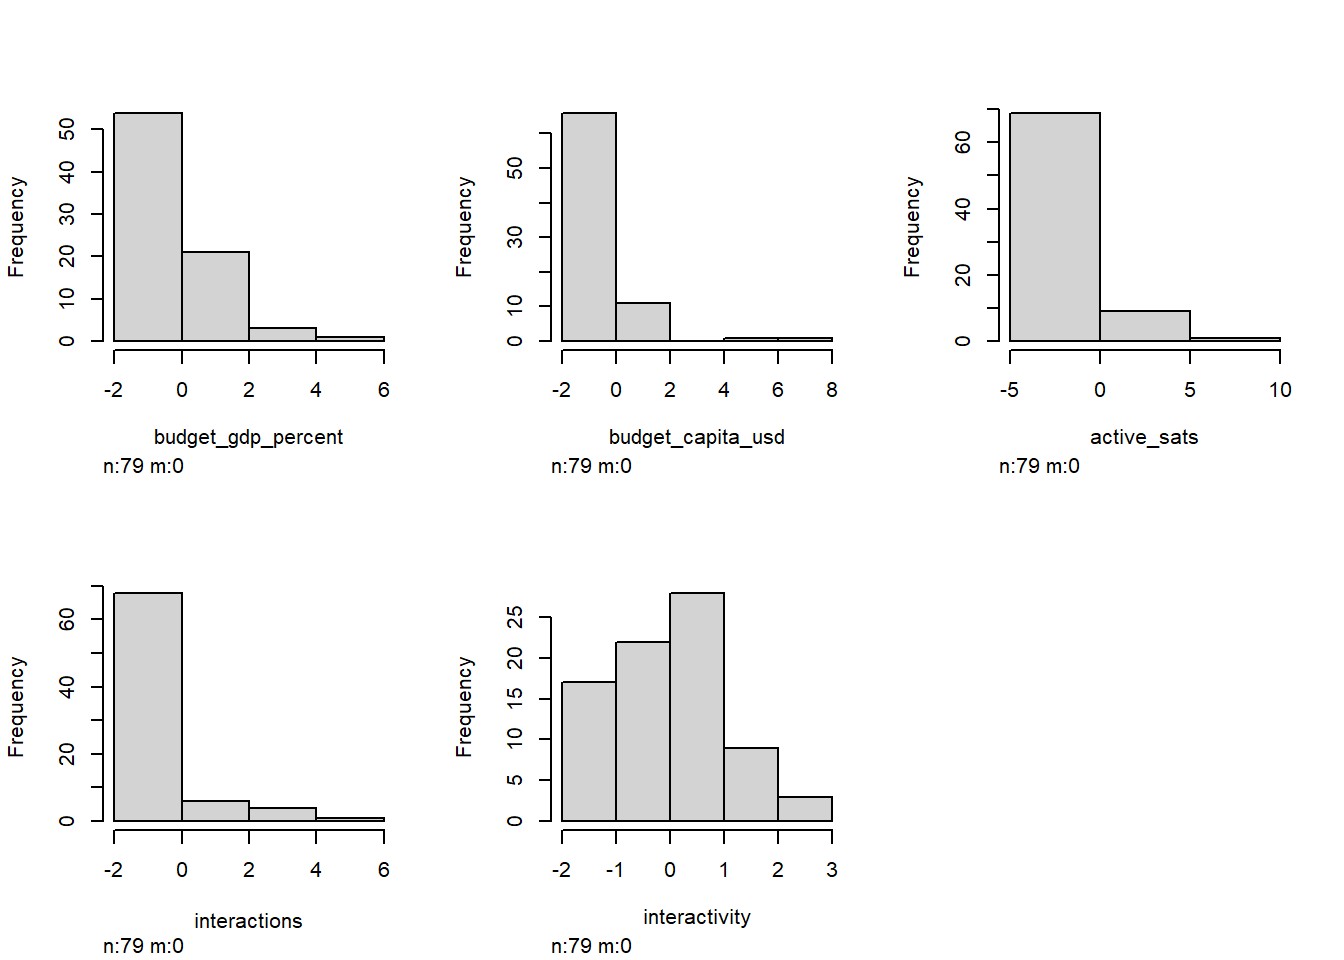 Frequency
0 10 20 30 40 50
-2 0 2 4 6
budget_gdp_percent
n:79 m:0
Frequency
0 10 30 50
-2 0 2 4 6 8
budget_capita_usd
n:79 m:0
Frequency
0 20 40 60
-5 0 5 10
active_sats
n:79 m:0
Frequency
0 20 40 60
-2 0 2 4 6
interactions
n:79 m:0
Frequency
0 5 10 15 20 25
-2 -1 0 1 2 3
interactivity
n:79 m:0